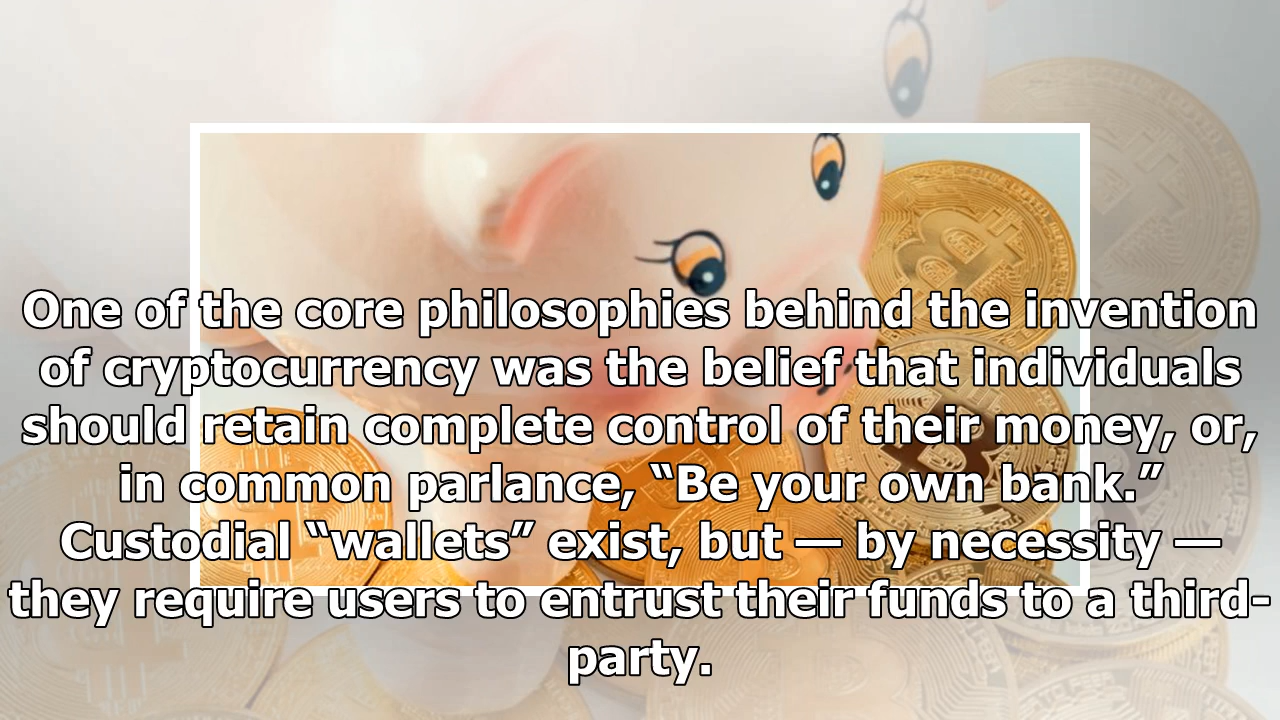 One of the core philosophies behind the invention
of cryptocurrency was the belief that individuals
should retain complete control of their money, or,
in common parlance, “Be your own bank.”
Custodial “wallets” exist, but — by necessity —
they require users to entrust their funds to a third-
party.